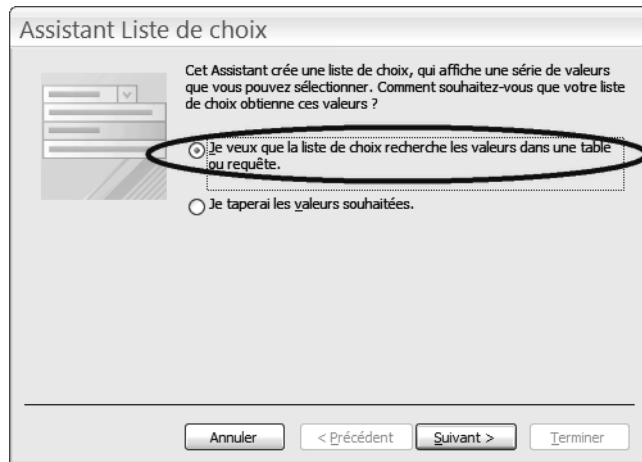 Assistant Liste de choix
Cet Assistant crée une liste de choix, qui affiche une série de valeurs
que vous pouvez sélectionner. Comment souhaitez-vous que votre liste
de choix obtienne ces valeurs ?
Je veux que la liste de choix recherche les valeurs dans une table
ou requête.
Je taperai les valeurs souhaitées.
Annuler
< Précédent
Suivant >
Terminer